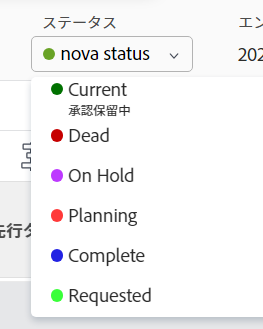 ステータス
エン
nova status
202
Current
承認保留中
Dead
On Hold
先行タ
Planning
Complete
Requested